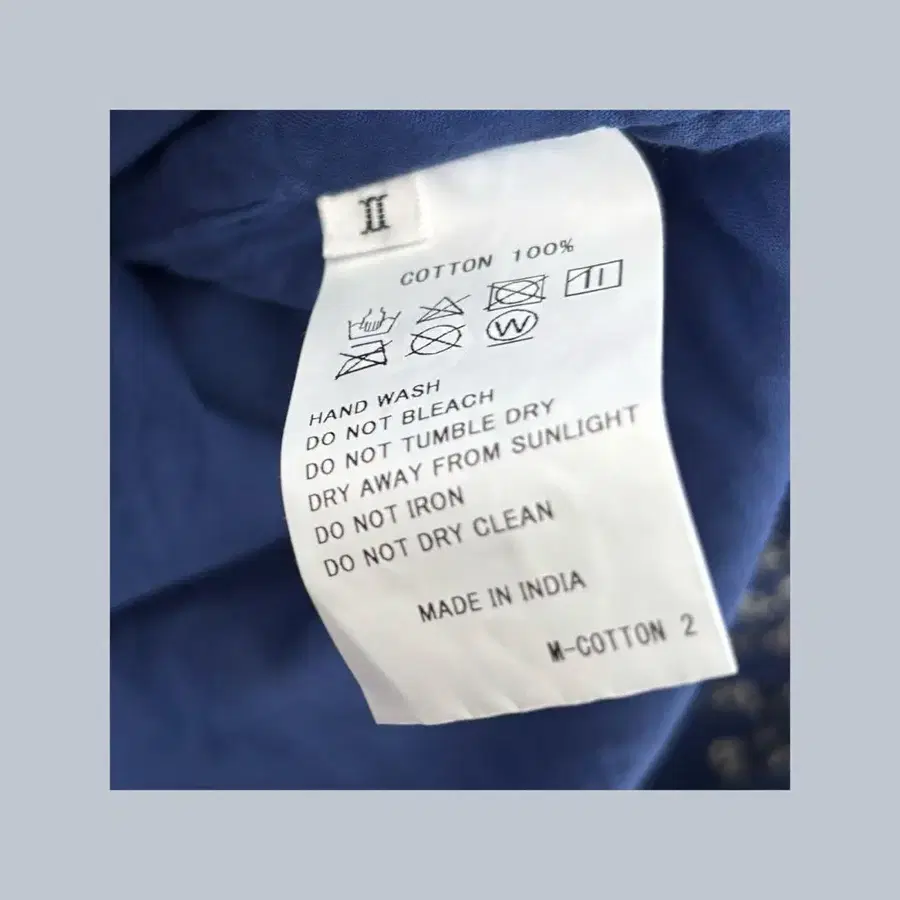 II
COTTON 100%
W
HAND WASH
DO NOT BLEACH
DO NOT TUMBLE DRY
DRY AWAY FROM SUNLIGHT
DO NOT IRON
DO NOT DRY CLEAN
MADE IN INDIA
M-COTTON 2